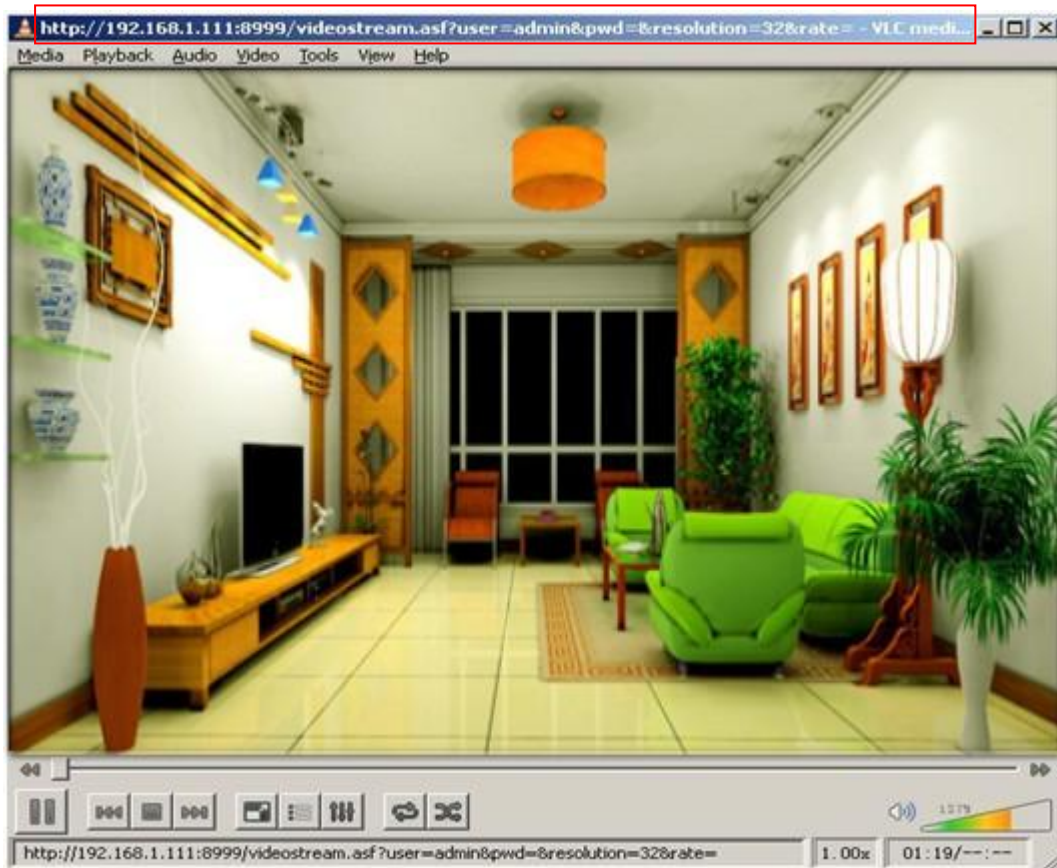 http://192.168.1.111:8999/videostream.asf?user=admin&pwd=&resolution=32&rate= - VLC medi...
Media Playback Audio Video Tools View Help
http://192.168.1.111:8999/videostream.asf?user=admin&pwd=&resolution=32&rate= 1.00x 01:19/--:--